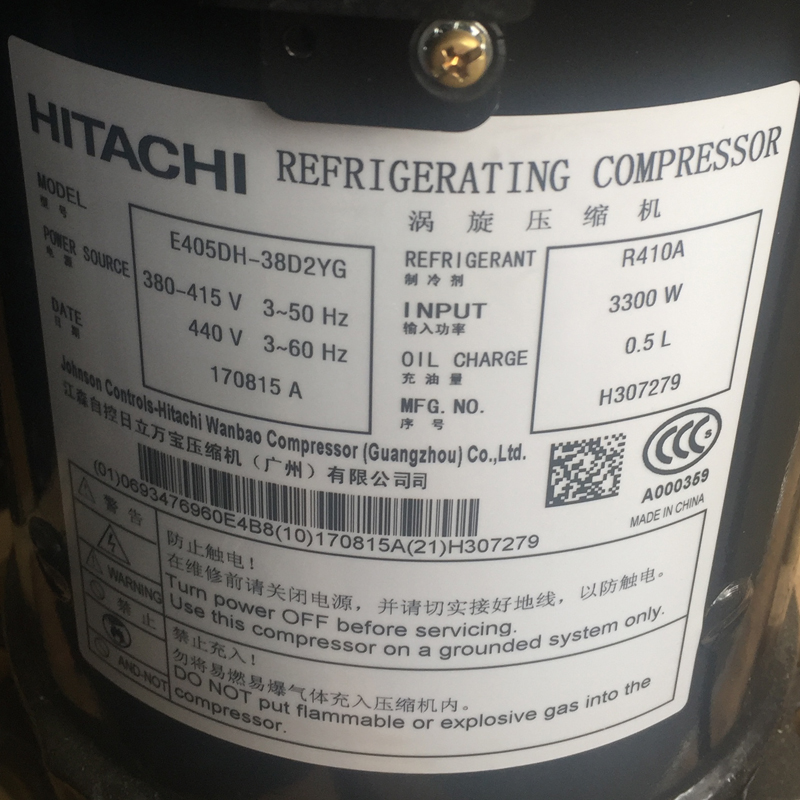 HITACHI REFRIGERATING COMPRESSOR
涡旋压缩机
MODEL
型号
E405DH-38D2YG
POWER SOURCE
电源
380-415 V 3~50 Hz
440 V 3~60 Hz
DATE
日期
170815 A
REFRIGERANT
制冷剂
R410A
INPUT
输入功率
3300 W
OIL CHARGE
充油量
0.5 L
MFG. NO.
序号
H307279
Johnson Controls-Hitachi Wanbao Compressor (Guangzhou) Co.,Ltd.
江森自控日立万宝压缩机（广州）有限公司司
(01)0693476960E4B8(10)170815A(21)H307279
CCC S
A000359
MADE IN CHINA
警告
WARNING
防止触电！
在维修前请关闭电源，并请切实接好地线，以防触电。
Turn power OFF before servicing.
Use this compressor on a grounded system only.
禁止
AND-NOT
禁止充入！
勿将易燃易爆气体充入压缩机内。
DO NOT put flammable or explosive gas into the
compressor.